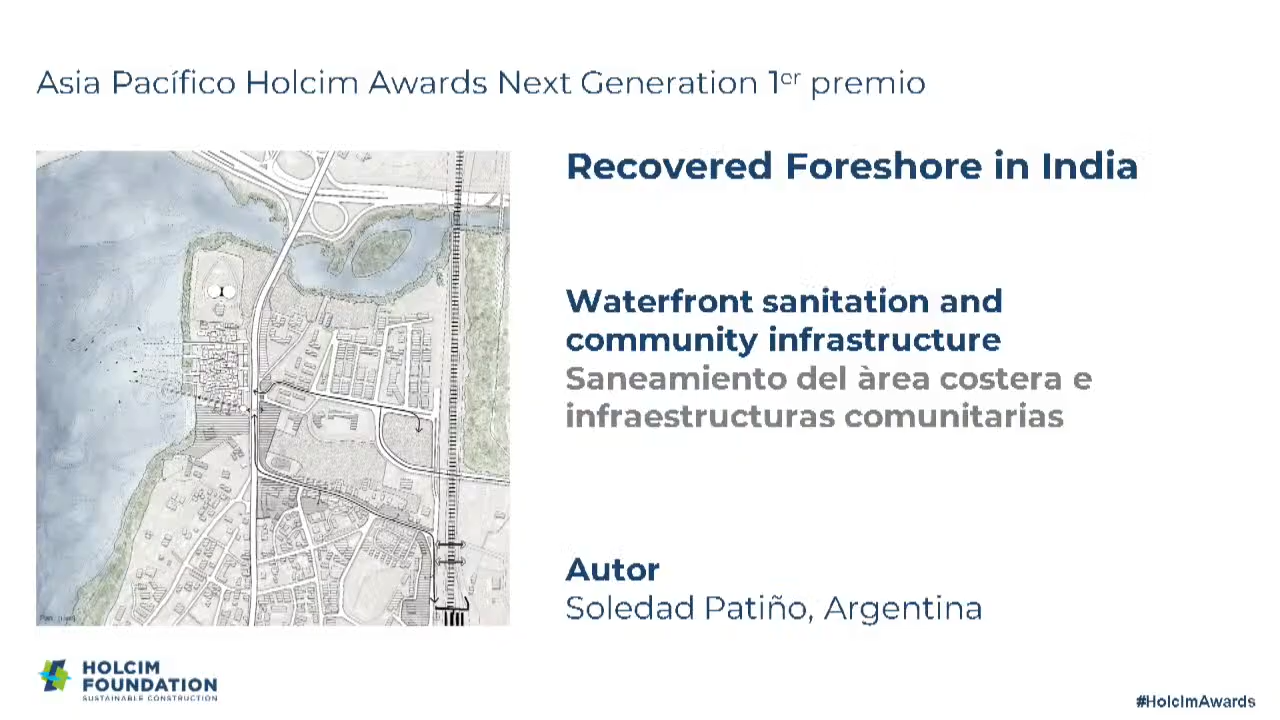 Asia Pacífico Holcim Awards Next Generation 1er premio
Recovered Foreshore in India
Waterfront sanitation and
community infrastructure
Saneamiento del àrea costera e
infraestructuras comunitarias
Autor
Soledad Patiño, Argentina
HOLCIM
FOUNDATION
SUSTAINABLE CONSTRUCTION
#HolcimAwards